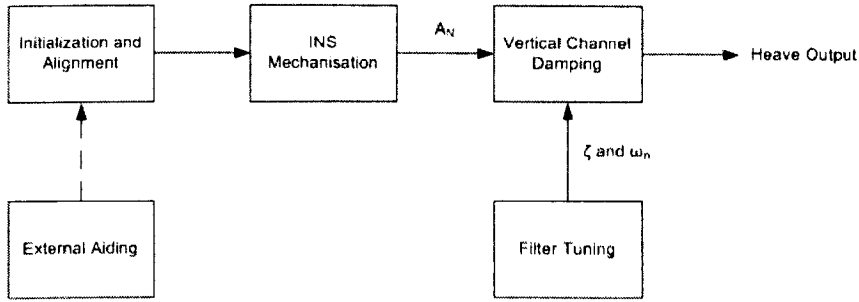 Initialization and
Alignment
INS
Mechanisation
A_N
Vertical Channel
Damping
Heave Output
ζ and ω_n
External Aiding
Filter Tuning